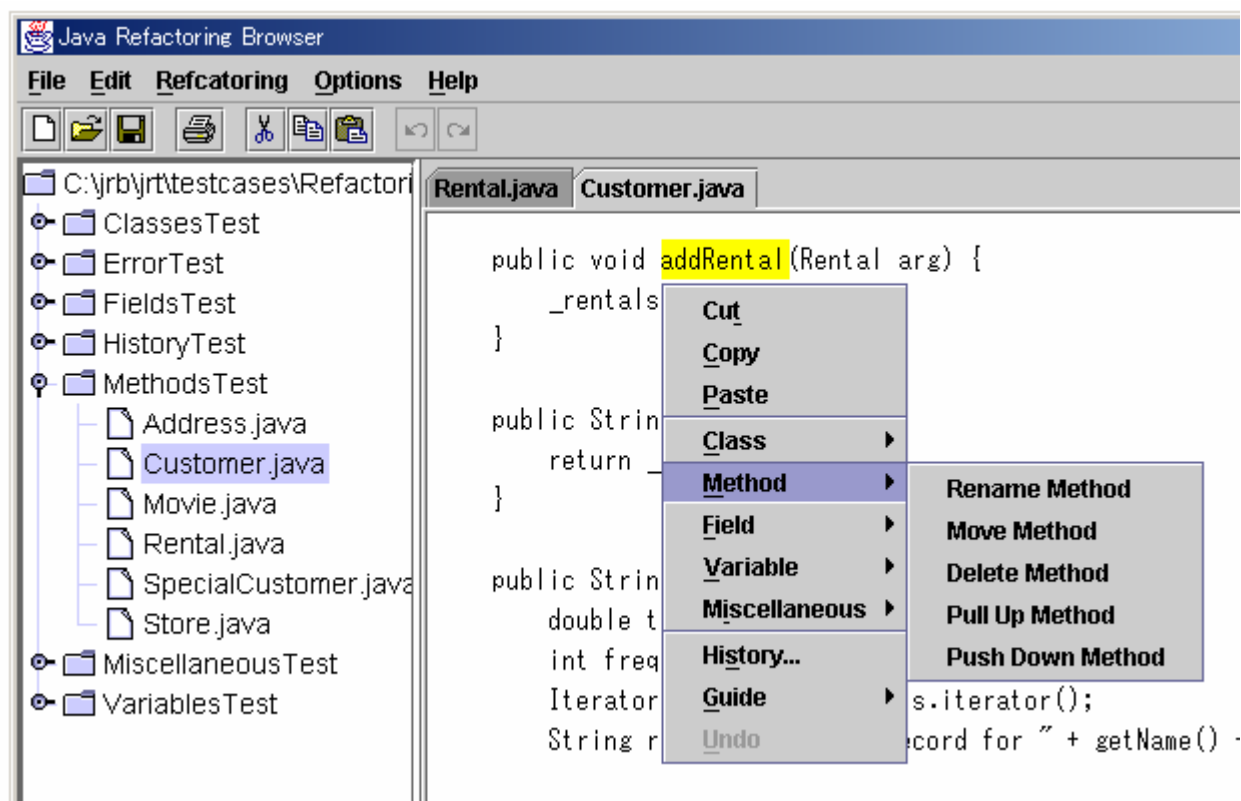 Java Refactoring Browser
File Edit Refcatoring Options Help
C:\jrb\jrt\testcases\Refactori
ClassesTest
ErrorTest
FieldsTest
HistoryTest
MethodsTest
Address.java
Customer.java
Movie.java
Rental.java
SpecialCustomer.java
Store.java
MiscellaneousTest
VariablesTest
Rental.java Customer.java
public void addRental(Rental arg) {
_rentals
}
public Strin
return _
}
public Strin
double t
int freq
Iterator s.iterator();
String r ecord for ″ + getName() +
Cut
Copy
Paste
Class
Method
Field
Variable
Miscellaneous
History...
Guide
Undo
Rename Method
Move Method
Delete Method
Pull Up Method
Push Down Method